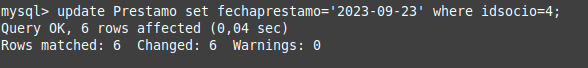 mysql> update Prestamo set fechaprestamo='2023-09-23' where idsocio=4;
Query OK, 6 rows affected (0,04 sec)
Rows matched: 6  Changed: 6  Warnings: 0